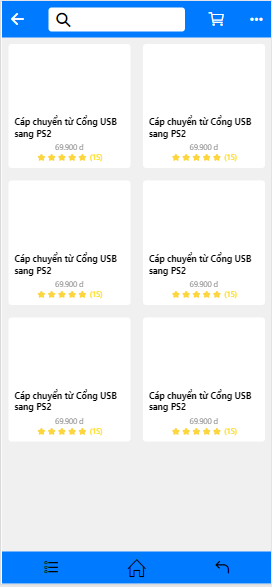 Cáp chuyển từ Cổng USB
sang PS2
69.900 đ
(15)
Cáp chuyển từ Cổng USB
sang PS2
69.900 đ
(15)
Cáp chuyển từ Cổng USB
sang PS2
69.900 đ
(15)
Cáp chuyển từ Cổng USB
sang PS2
69.900 đ
(15)
Cáp chuyển từ Cổng USB
sang PS2
69.900 đ
(15)
Cáp chuyển từ Cổng USB
sang PS2
69.900 đ
(15)